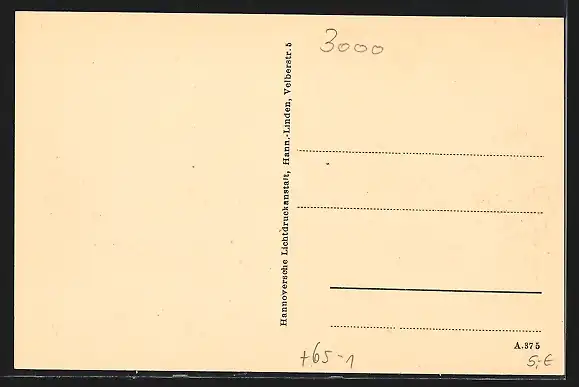 3000
Hannoversche Lichtdruckanstalt, Hann.-Linden, Velberstr. 5
A.375
+65-1
5,-€